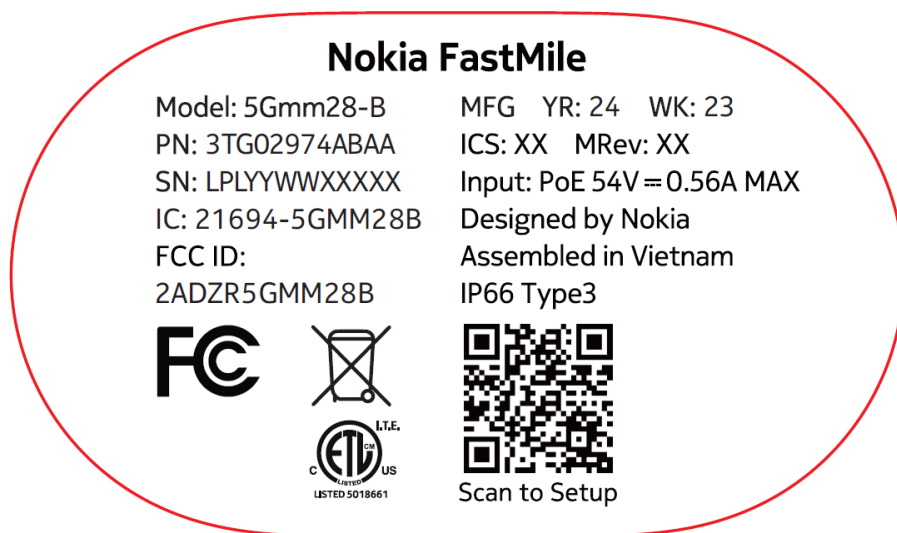 Nokia FastMile
Model: 5Gmm28-B
PN: 3TG02974ABAA
SN: LPLYYWWXXXXX
IC: 21694-5GMM28B
FCC ID:
2ADZR5GMM28B
MFG YR: 24 WK: 23
ICS: XX MRev: XX
Input: PoE 54V⎓0.56A MAX
Designed by Nokia
Assembled in Vietnam
IP66 Type3
FC
I.T.E.
ETL CM
C US
LISTED
LISTED 5018661
Scan to Setup